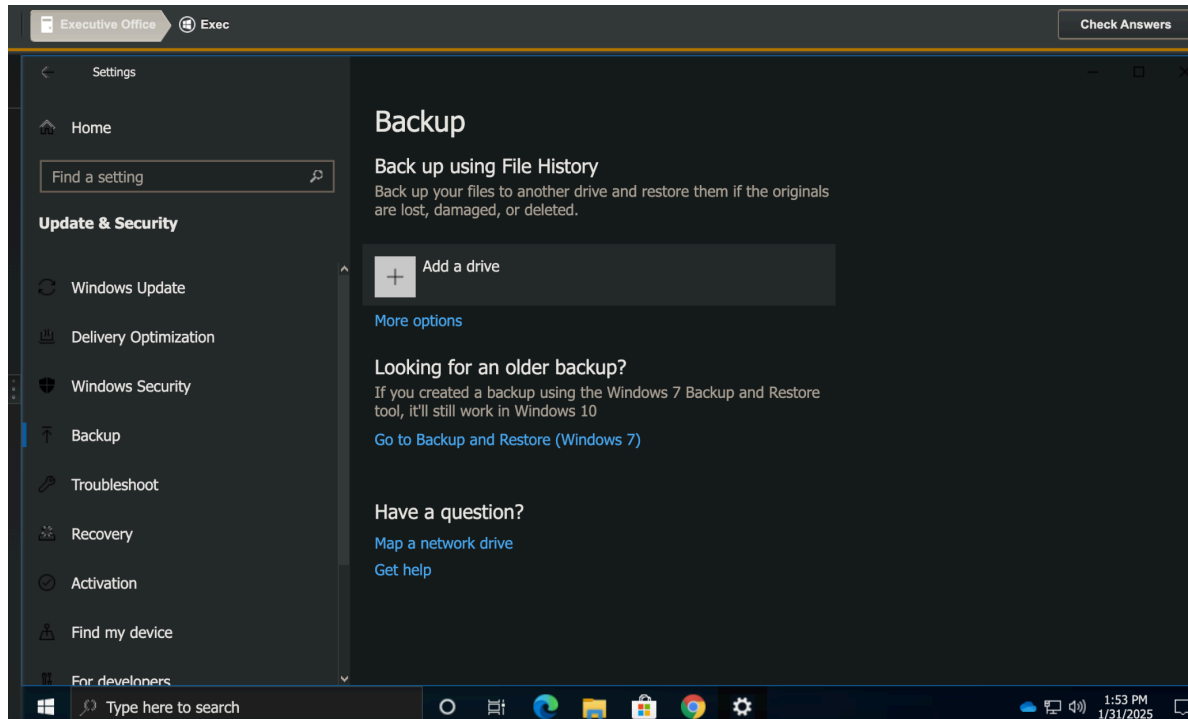 Executive Office
Exec
Check Answers
Settings
Home
Find a setting
Update & Security
Windows Update
Delivery Optimization
Windows Security
Backup
Troubleshoot
Recovery
Activation
Find my device
For developers
Backup
Back up using File History
Back up your files to another drive and restore them if the originals
are lost, damaged, or deleted.
Add a drive
More options
Looking for an older backup?
If you created a backup using the Windows 7 Backup and Restore
tool, it'll still work in Windows 10
Go to Backup and Restore (Windows 7)
Have a question?
Map a network drive
Get help
Type here to search
1:53 PM
1/31/2025